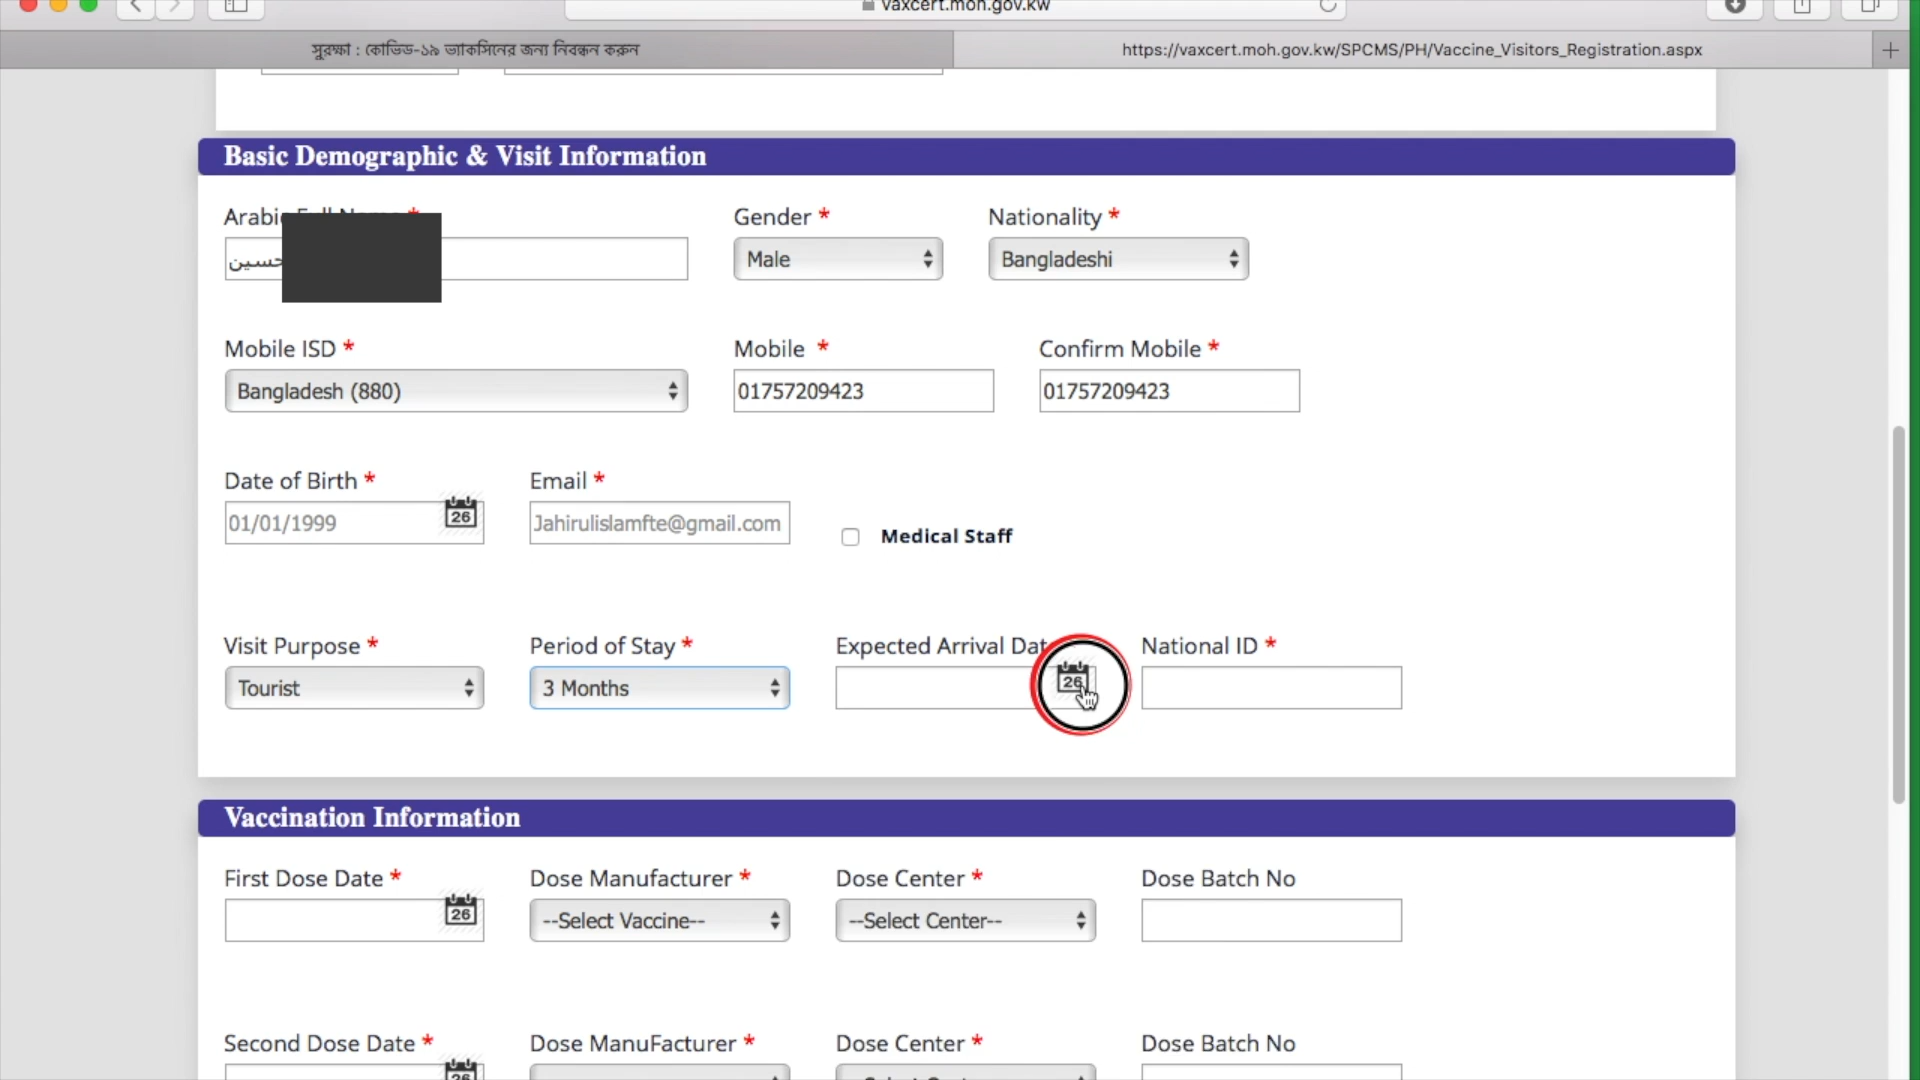 vaxcert.moh.gov.kw
সুরক্ষা : কোভিড-১৯ ভ্যাকসিনের জন্য নিবন্ধন করুন
https://vaxcert.moh.gov.kw/SPCMS/PH/Vaccine_Visitors_Registration.aspx
Basic Demographic & Visit Information
Gender * Nationality *
حسين Male Bangladeshi
Mobile ISD * Mobile * Confirm Mobile *
Bangladesh (880) 01757209423 01757209423
Date of Birth * Email *
01/01/1999 26 Jahirulislamfte@gmail.com
Medical Staff
Visit Purpose * Period of Stay * Expected Arrival National ID *
Tourist 3 Months 26
Vaccination Information
First Dose Date * Dose Manufacturer * Dose Center * Dose Batch No
26 --Select Vaccine-- --Select Center--
Second Dose Date * Dose ManuFacturer * Dose Center * Dose Batch No
26